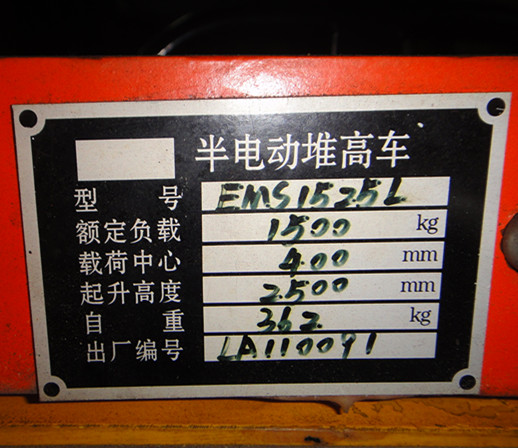 半电动堆高车
型号 EMS1525L
额定负载 1500 kg
载荷中心 400 mm
起升高度 2500 mm
自重 362 kg
出厂编号 LA110091